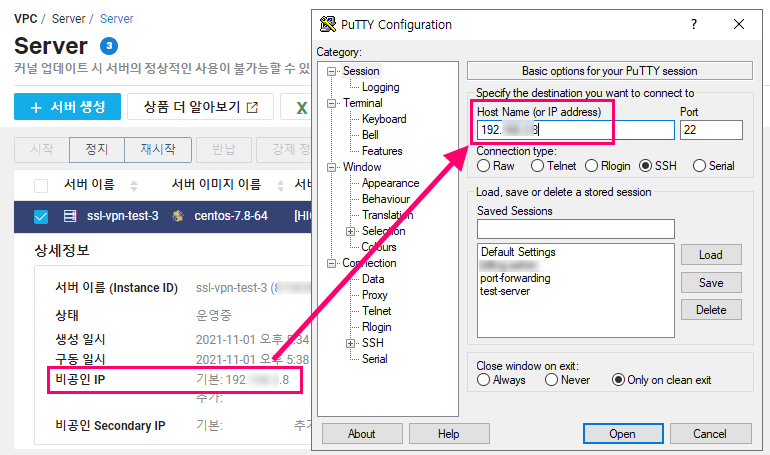 VPC / Server / Server
Server 3
커널 업데이트 시 서버의 정상적인 사용이 불가능할 수 있
+ 서버 생성
상품 더 알아보기
X
시작 정지 재시작 반납 강제 정
서버 이름 서버 이미지 이름 서
ssl-vpn-test-3 centos-7.8-64 [HI
상세정보
서버 이름 (Instance ID) ssl-vpn-test-3 (
상태 운영중
생성 일시 2021-11-01 오후 5:34
구동 일시 2021-11-01 오후 5:38
비공인 IP 기본: 192. .8
추가:
비공인 Secondary IP 기본: 추가
PuTTY Configuration ? ×
Category:
Session
Logging
Terminal
Keyboard
Bell
Features
Window
Appearance
Behaviour
Translation
Selection
Colours
Connection
Data
Proxy
Telnet
Rlogin
SSH
Serial
Basic options for your PuTTY session
Specify the destination you want to connect to
Host Name (or IP address) Port
192. 8 22
Connection type:
Raw Telnet Rlogin SSH Serial
Load, save or delete a stored session
Saved Sessions
Default Settings
port-forwarding
test-server
Load
Save
Delete
Close window on exit:
Always Never Only on clean exit
About Help Open Cancel